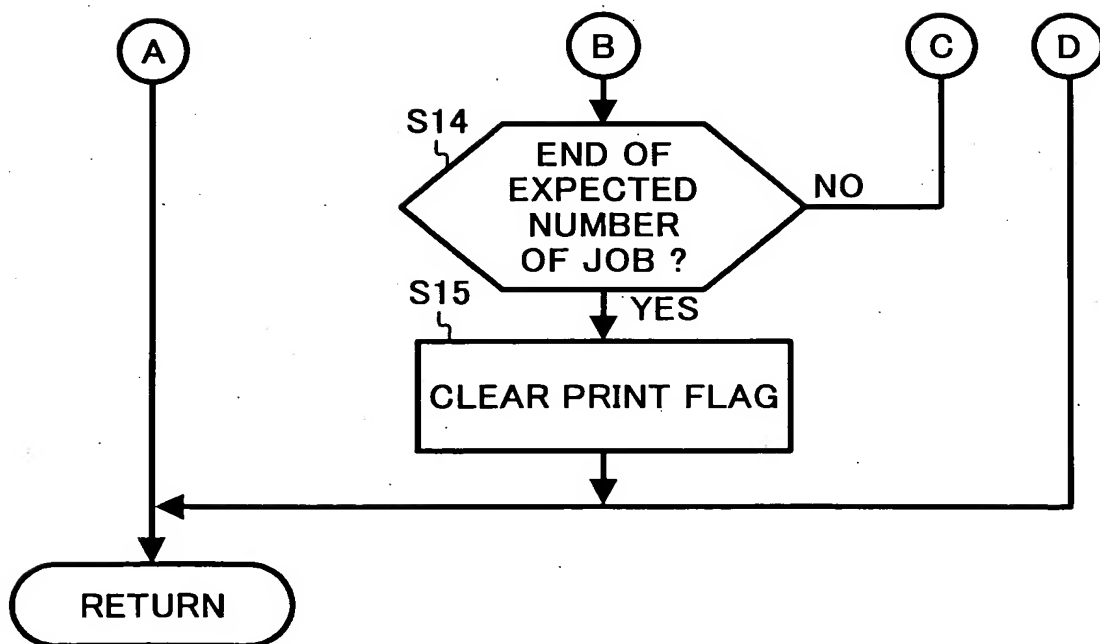 A
B
C
D
S14
END OF
EXPECTED
NUMBER
OF JOB ?
NO
S15
YES
CLEAR PRINT FLAG
RETURN